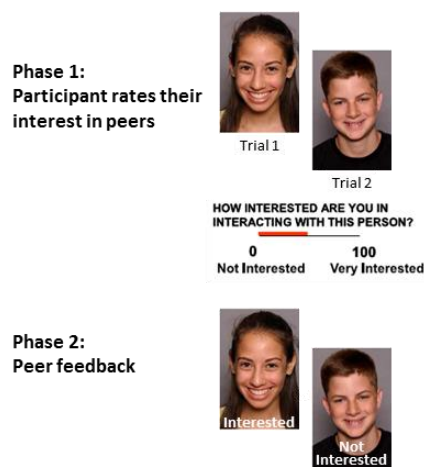 Phase 1:
Participant rates their
interest in peers
Trial 1
Trial 2
HOW INTERESTED ARE YOU IN
INTERACTING WITH THIS PERSON?
0 100
Not Interested Very Interested
Phase 2:
Peer feedback
Interested
Not
Interested